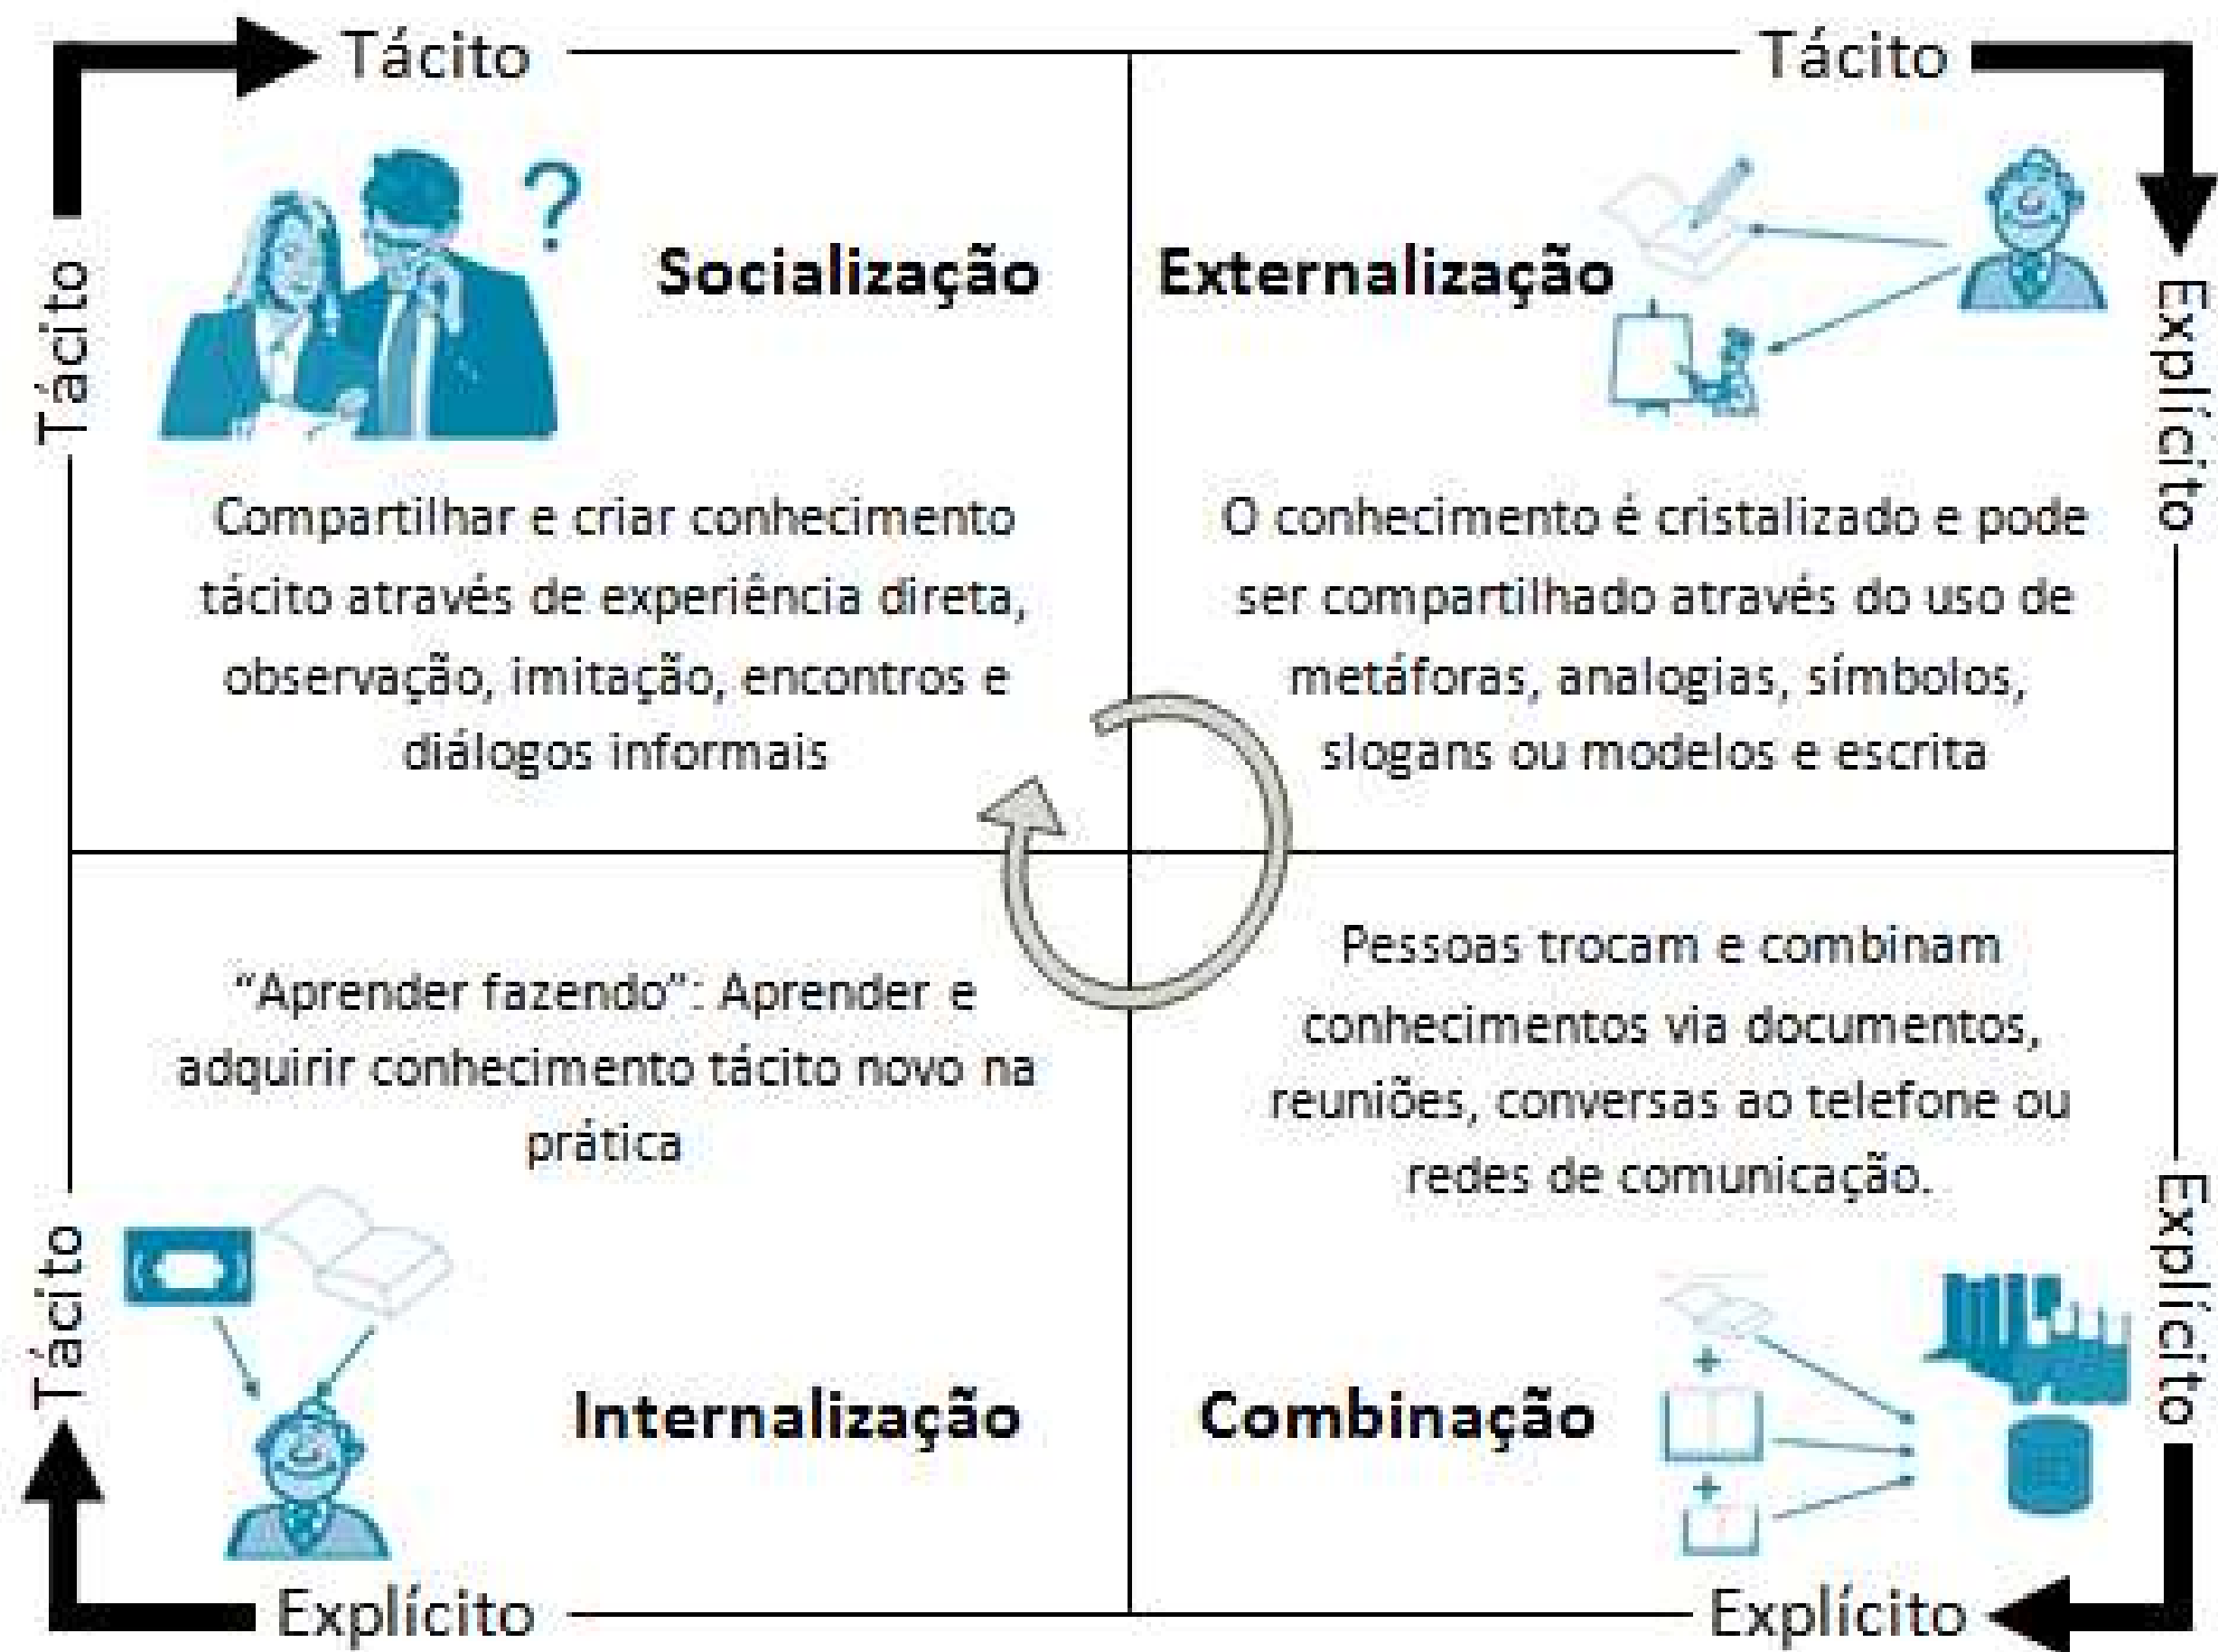 Tácito
Tácito
Tácito
?
Socialização
Compartilhar e criar conhecimento
tácito através de experiência direta,
observação, imitação, encontros e
diálogos informais
Externalização
Explícito
O conhecimento é cristalizado e pode
ser compartilhado através do uso de
metáforas, analogias, símbolos,
slogans ou modelos e escrita
“Aprender fazendo”: Aprender e
adquirir conhecimento tácito novo na
prática
Tácito
Internalização
Explícito
Pessoas trocam e combinam
conhecimentos via documentos,
reuniões, conversas ao telefone ou
redes de comunicação.
Explícito
+
Combinação
+
Explícito